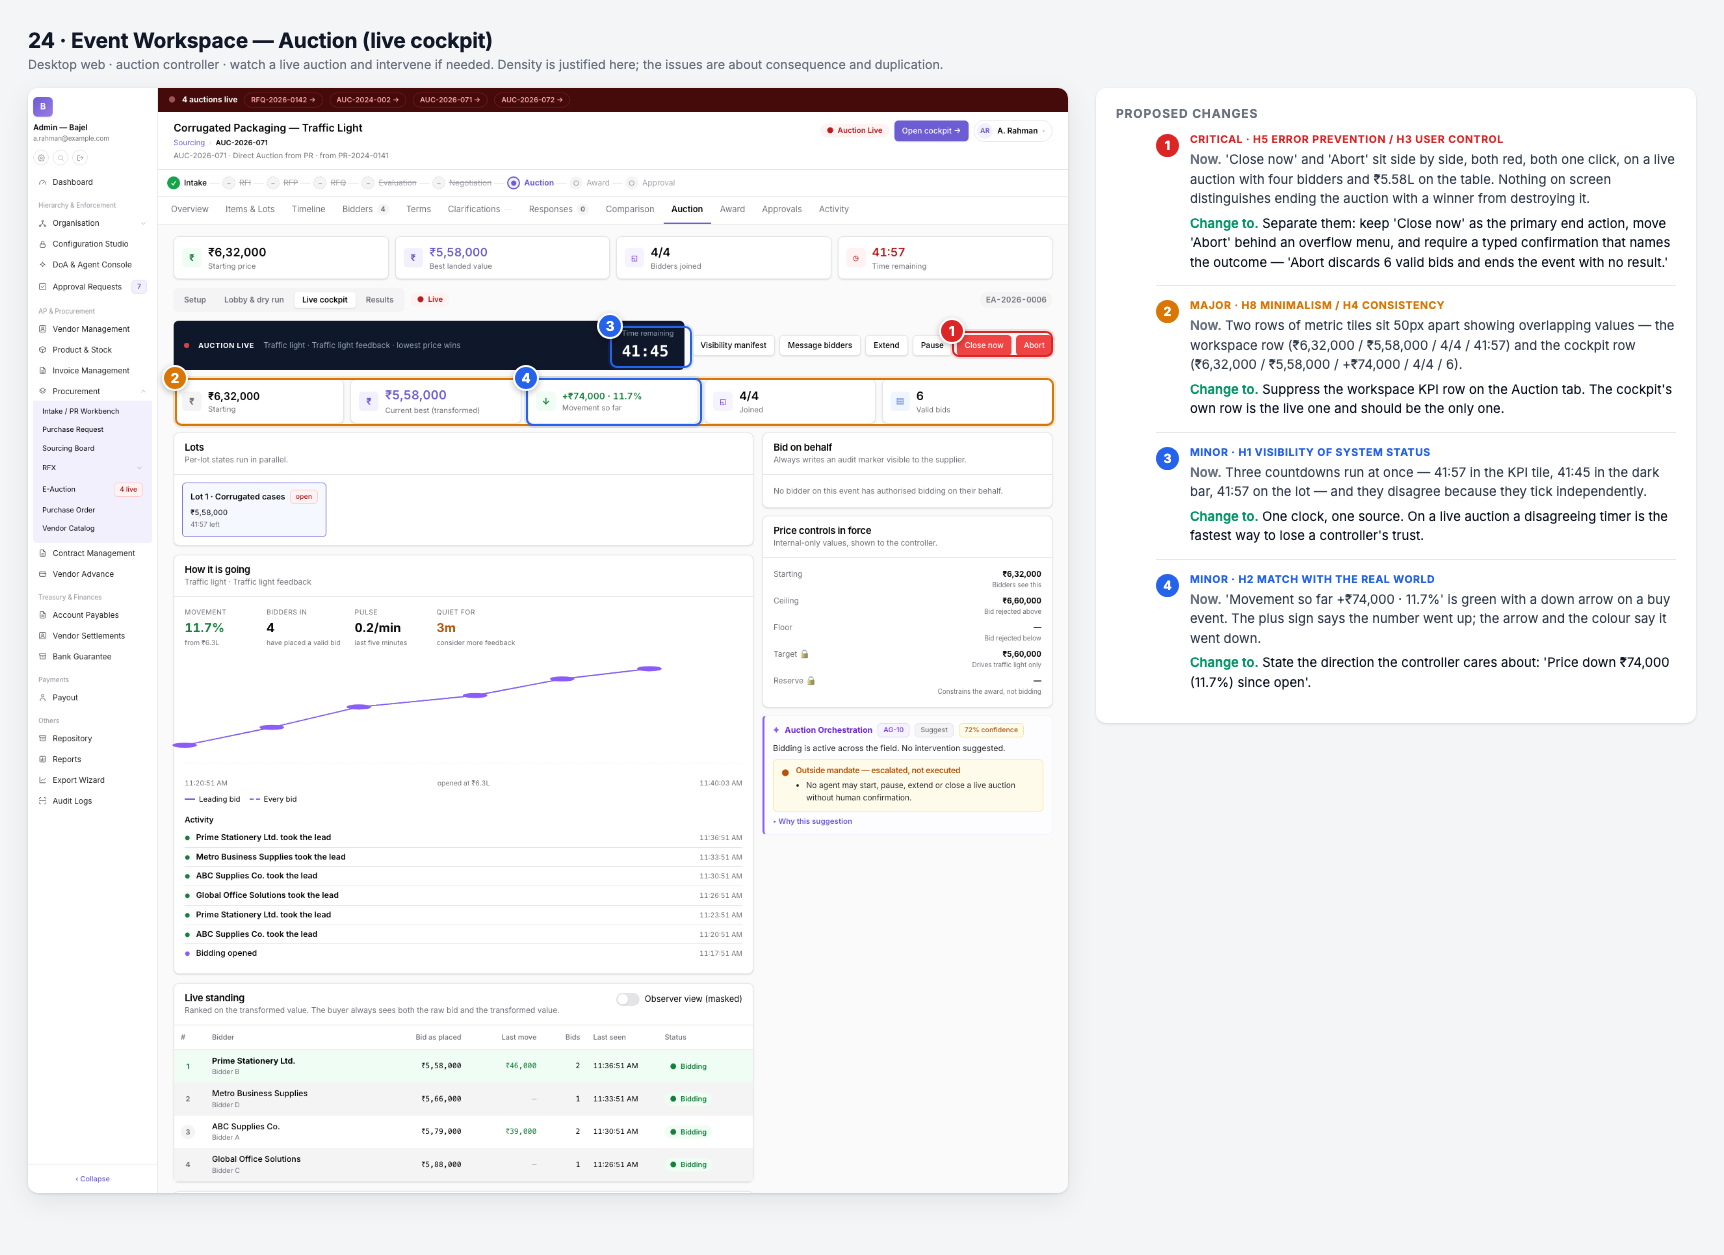 24 · Event Workspace — Auction (live cockpit)
Desktop web · auction controller · watch a live auction and intervene if needed. Density is justified here; the issues are about consequence and duplication.
B
Admin — Bajel
a.rahman@example.com
Dashboard
Hierarchy & Enforcement
Organisation
Configuration Studio
DoA & Agent Console
Approval Requests 7
AP & Procurement
Vendor Management
Product & Stock
Invoice Management
Procurement
Intake / PR Workbench
Purchase Request
Sourcing Board
RFX
E-Auction 4 live
Purchase Order
Vendor Catalog
Contract Management
Vendor Advance
Treasury & Finances
Account Payables
Vendor Settlements
Bank Guarantee
Payments
Payout
Others
Repository
Reports
Export Wizard
Audit Logs
‹ Collapse
4 auctions live RFQ-2026-0142 → AUC-2024-002 → AUC-2026-071 → AUC-2026-072 →
Corrugated Packaging — Traffic Light
Sourcing · AUC-2026-071
AUC-2026-071 · Direct Auction from PR · from PR-2024-0141
Auction Live Open cockpit → AR A. Rahman
Intake RFI RFP RFQ Evaluation Negotiation Auction Award Approval
Overview Items & Lots Timeline Bidders 4 Terms Clarifications Responses 0 Comparison Auction Award Approvals Activity
₹ ₹6,32,000
Starting price
₹ ₹5,58,000
Best landed value
4/4
Bidders joined
41:57
Time remaining
Setup Lobby & dry run Live cockpit Results Live EA-2026-0006
AUCTION LIVE Traffic light · Traffic light feedback · lowest price wins
3
Time remaining
41:45
Visibility manifest Message bidders Extend Pause Close now Abort
1
2
₹ ₹6,32,000
Starting
₹ ₹5,58,000
Current best (transformed)
4
↓ +₹74,000 · 11.7%
Movement so far
4/4
Joined
6
Valid bids
Lots
Per-lot states run in parallel.
Lot 1 · Corrugated cases open
₹5,58,000
41:57 left
How it is going
Traffic light · Traffic light feedback
MOVEMENT BIDDERS IN PULSE QUIET FOR
11.7% 4 0.2/min 3m
from ₹6.3L have placed a valid bid last five minutes consider more feedback
11:20:51 AM opened at ₹6.3L 11:40:03 AM
Leading bid Every bid
Activity
Prime Stationery Ltd. took the lead 11:36:51 AM
Metro Business Supplies took the lead 11:33:51 AM
ABC Supplies Co. took the lead 11:30:51 AM
Global Office Solutions took the lead 11:26:51 AM
Prime Stationery Ltd. took the lead 11:23:51 AM
ABC Supplies Co. took the lead 11:20:51 AM
Bidding opened 11:17:51 AM
Live standing
Ranked on the transformed value. The buyer always sees both the raw bid and the transformed value.
Observer view (masked)
# Bidder Bid as placed Last move Bids Last seen Status
1 Prime Stationery Ltd. ₹5,58,000 ₹46,000 2 11:36:51 AM Bidding
Bidder B
2 Metro Business Supplies ₹5,66,000 — 1 11:33:51 AM Bidding
Bidder D
3 ABC Supplies Co. ₹5,79,000 ₹39,000 2 11:30:51 AM Bidding
Bidder A
4 Global Office Solutions ₹5,88,000 — 1 11:26:51 AM Bidding
Bidder C
Bid on behalf
Always writes an audit marker visible to the supplier.
No bidder on this event has authorised bidding on their behalf.
Price controls in force
Internal-only values, shown to the controller.
Starting ₹6,32,000
Bidders see this
Ceiling ₹6,60,000
Bid rejected above
Floor —
Bid rejected below
Target ₹5,60,000
Drives traffic light only
Reserve —
Constrains the award, not bidding
Auction Orchestration AG-10 Suggest 72% confidence
Bidding is active across the field. No intervention suggested.
Outside mandate — escalated, not executed
• No agent may start, pause, extend or close a live auction
without human confirmation.
Why this suggestion
PROPOSED CHANGES
1 CRITICAL · H5 ERROR PREVENTION / H3 USER CONTROL
Now. 'Close now' and 'Abort' sit side by side, both red, both one click, on a live
auction with four bidders and ₹5.58L on the table. Nothing on screen
distinguishes ending the auction with a winner from destroying it.
Change to. Separate them: keep 'Close now' as the primary end action, move
'Abort' behind an overflow menu, and require a typed confirmation that names
the outcome — 'Abort discards 6 valid bids and ends the event with no result.'
2 MAJOR · H8 MINIMALISM / H4 CONSISTENCY
Now. Two rows of metric tiles sit 50px apart showing overlapping values — the
workspace row (₹6,32,000 / ₹5,58,000 / 4/4 / 41:57) and the cockpit row
(₹6,32,000 / ₹5,58,000 / +₹74,000 / 4/4 / 6).
Change to. Suppress the workspace KPI row on the Auction tab. The cockpit's
own row is the live one and should be the only one.
3 MINOR · H1 VISIBILITY OF SYSTEM STATUS
Now. Three countdowns run at once — 41:57 in the KPI tile, 41:45 in the dark
bar, 41:57 on the lot — and they disagree because they tick independently.
Change to. One clock, one source. On a live auction a disagreeing timer is the
fastest way to lose a controller's trust.
4 MINOR · H2 MATCH WITH THE REAL WORLD
Now. 'Movement so far +₹74,000 · 11.7%' is green with a down arrow on a buy
event. The plus sign says the number went up; the arrow and the colour say it
went down.
Change to. State the direction the controller cares about: 'Price down ₹74,000
(11.7%) since open'.